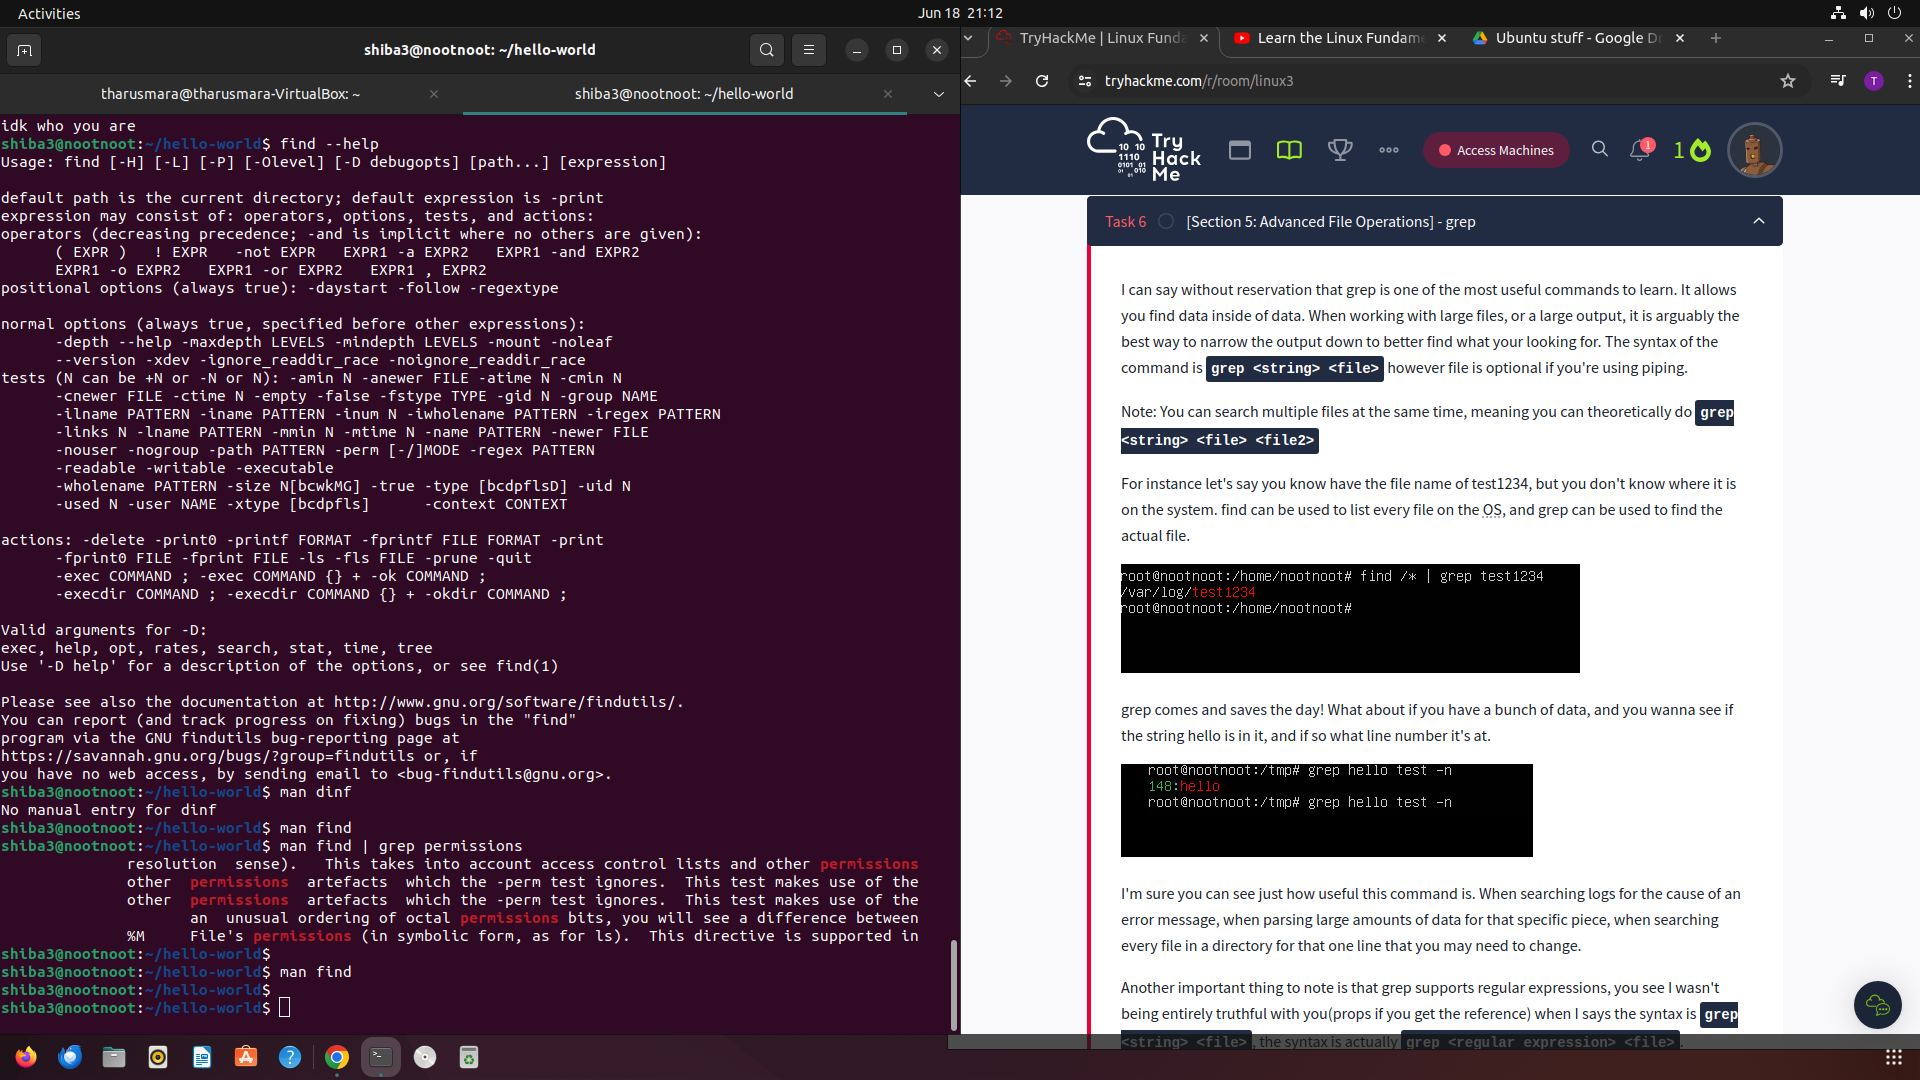 Activities
Jun 18 21:12
shiba3@nootnoot: ~/hello-world
tharusmara@tharusmara-VirtualBox: ~
shiba3@nootnoot: ~/hello-world
idk who you are
shiba3@nootnoot:~/hello-world$ find --help
Usage: find [-H] [-L] [-P] [-Olevel] [-D debugopts] [path...] [expression]
default path is the current directory; default expression is -print
expression may consist of: operators, options, tests, and actions:
operators (decreasing precedence; -and is implicit where no others are given):
( EXPR ) ! EXPR -not EXPR EXPR1 -a EXPR2 EXPR1 -and EXPR2
EXPR1 -o EXPR2 EXPR1 -or EXPR2 EXPR1 , EXPR2
positional options (always true): -daystart -follow -regextype
normal options (always true, specified before other expressions):
-depth --help -maxdepth LEVELS -mindepth LEVELS -mount -noleaf
--version -xdev -ignore_readdir_race -noignore_readdir_race
tests (N can be +N or -N or N): -amin N -anewer FILE -atime N -cmin N
-cnewer FILE -ctime N -empty -false -fstype TYPE -gid N -group NAME
-ilname PATTERN -iname PATTERN -inum N -iwholename PATTERN -iregex PATTERN
-links N -lname PATTERN -mmin N -mtime N -name PATTERN -newer FILE
-nouser -nogroup -path PATTERN -perm [-/]MODE -regex PATTERN
-readable -writable -executable
-wholename PATTERN -size N[bcwkMG] -true -type [bcdpflsD] -uid N
-used N -user NAME -xtype [bcdpfls] -context CONTEXT
actions: -delete -print0 -printf FORMAT -fprintf FILE FORMAT -print
-fprint0 FILE -fprint FILE -ls -fls FILE -prune -quit
-exec COMMAND ; -exec COMMAND {} + -ok COMMAND ;
-execdir COMMAND ; -execdir COMMAND {} + -okdir COMMAND ;
Valid arguments for -D:
exec, help, opt, rates, search, stat, time, tree
Use '-D help' for a description of the options, or see find(1)
Please see also the documentation at http://www.gnu.org/software/findutils/.
You can report (and track progress on fixing) bugs in the "find"
program via the GNU findutils bug-reporting page at
https://savannah.gnu.org/bugs/?group=findutils or, if
you have no web access, by sending email to <bug-findutils@gnu.org>.
shiba3@nootnoot:~/hello-world$ man dinf
No manual entry for dinf
shiba3@nootnoot:~/hello-world$ man find
shiba3@nootnoot:~/hello-world$ man find | grep permissions
resolution sense). This takes into account access control lists and other permissions
other permissions artefacts which the -perm test ignores. This test makes use of the
other permissions artefacts which the -perm test ignores. This test makes use of the
an unusual ordering of octal permissions bits, you will see a difference between
%M File's permissions (in symbolic form, as for ls). This directive is supported in
shiba3@nootnoot:~/hello-world$
shiba3@nootnoot:~/hello-world$ man find
shiba3@nootnoot:~/hello-world$
shiba3@nootnoot:~/hello-world$
TryHackMe | Linux Funda
Learn the Linux Fundame
Ubuntu stuff - Google Dr
tryhackme.com/r/room/linux3
T
10 10
1110
0101 01
01 010
Try
Hack
Me
Access Machines
1
1
Task 6 [Section 5: Advanced File Operations] - grep
I can say without reservation that grep is one of the most useful commands to learn. It allows
you find data inside of data. When working with large files, or a large output, it is arguably the
best way to narrow the output down to better find what your looking for. The syntax of the
command is grep <string> <file> however file is optional if you're using piping.
Note: You can search multiple files at the same time, meaning you can theoretically do grep
<string> <file> <file2>
For instance let's say you know have the file name of test1234, but you don't know where it is
on the system. find can be used to list every file on the OS, and grep can be used to find the
actual file.
root@nootnoot:/home/nootnoot# find /* | grep test1234
/var/log/test1234
root@nootnoot:/home/nootnoot#
grep comes and saves the day! What about if you have a bunch of data, and you wanna see if
the string hello is in it, and if so what line number it's at.
root@nootnoot:/tmp# grep hello test -n
148:hello
root@nootnoot:/tmp# grep hello test -n
I'm sure you can see just how useful this command is. When searching logs for the cause of an
error message, when parsing large amounts of data for that specific piece, when searching
every file in a directory for that one line that you may need to change.
Another important thing to note is that grep supports regular expressions, you see I wasn't
being entirely truthful with you(props if you get the reference) when I says the syntax is grep
<string> <file>, the syntax is actually grep <regular expression> <file>.